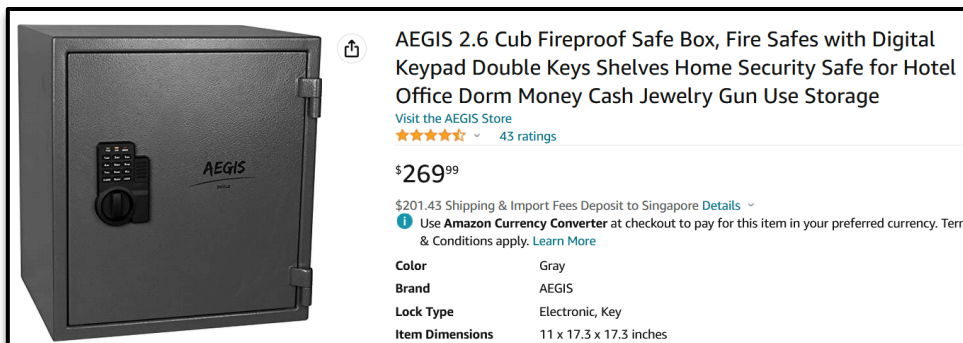 AEGIS 2.6 Cub Fireproof Safe Box, Fire Safes with Digital
Keypad Double Keys Shelves Home Security Safe for Hotel
Office Dorm Money Cash Jewelry Gun Use Storage
Visit the AEGIS Store
43 ratings
$269.99
$201.43 Shipping & Import Fees Deposit to Singapore Details
Use Amazon Currency Converter at checkout to pay for this item in your preferred currency. Ter
& Conditions apply. Learn More
Color Gray
Brand AEGIS
Lock Type Electronic, Key
Item Dimensions 11 x 17.3 x 17.3 inches
AEGIS